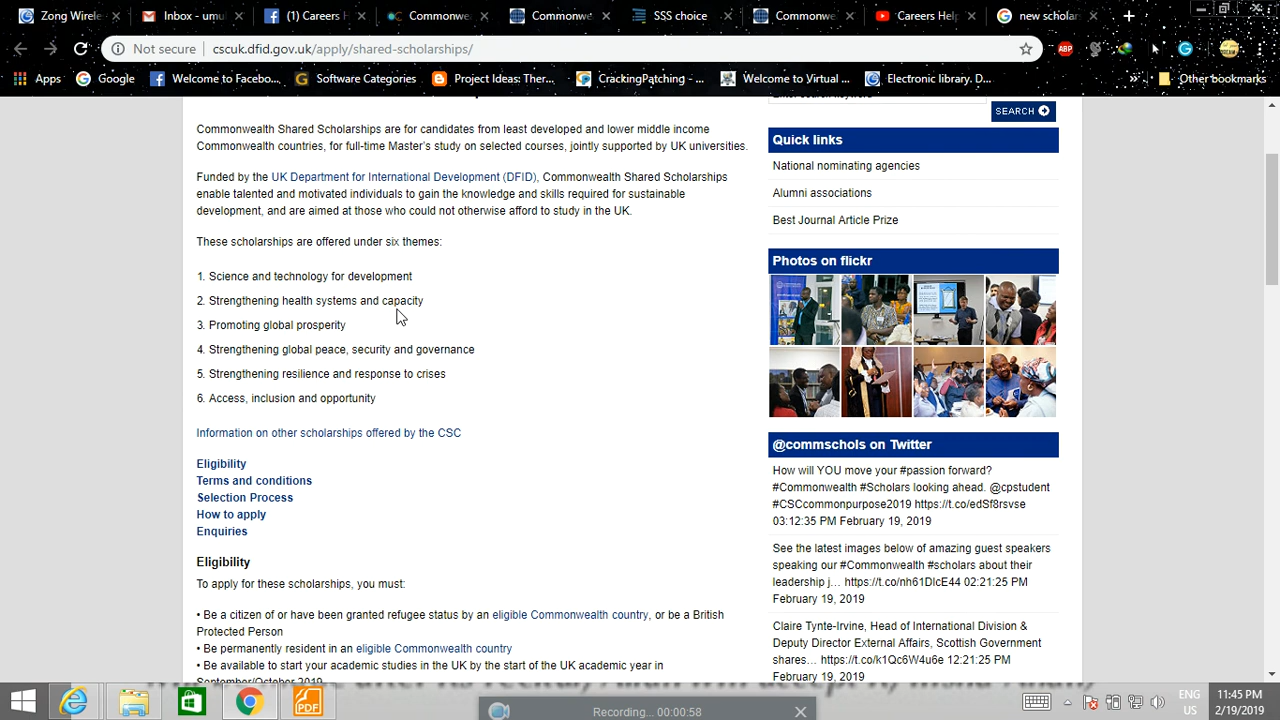 Zong Wirele
Inbox - umu
(1) Careers H
Commonwea
Commonwe
SSS choice
Commonwe
Careers Help
new scholar
Not secure
cscuk.dfid.gov.uk/apply/shared-scholarships/
ABP
Apps
Google
Welcome to Facebo...
Software Categories
Project Ideas: Ther...
CrackingPatching - ...
Welcome to Virtual ...
Electronic library. D...
Other bookmarks
SEARCH
Commonwealth Shared Scholarships are for candidates from least developed and lower middle income
Commonwealth countries, for full-time Master's study on selected courses, jointly supported by UK universities.
Funded by the UK Department for International Development (DFID), Commonwealth Shared Scholarships
enable talented and motivated individuals to gain the knowledge and skills required for sustainable
development, and are aimed at those who could not otherwise afford to study in the UK.
These scholarships are offered under six themes:
1. Science and technology for development
2. Strengthening health systems and capacity
3. Promoting global prosperity
4. Strengthening global peace, security and governance
5. Strengthening resilience and response to crises
6. Access, inclusion and opportunity
Information on other scholarships offered by the CSC
Eligibility
Terms and conditions
Selection Process
How to apply
Enquiries
Eligibility
To apply for these scholarships, you must:
• Be a citizen of or have been granted refugee status by an eligible Commonwealth country, or be a British
Protected Person
• Be permanently resident in an eligible Commonwealth country
• Be available to start your academic studies in the UK by the start of the UK academic year in
September/October 2019
Quick links
National nominating agencies
Alumni associations
Best Journal Article Prize
Photos on flickr
@commschols on Twitter
How will YOU move your #passion forward?
#Commonwealth #Scholars looking ahead. @cpstudent
#CSCcommonpurpose2019 https://t.co/edSf8rsvse
03:12:35 PM February 19, 2019
See the latest images below of amazing guest speakers
speaking our #Commonwealth #scholars about their
leadership j… https://t.co/nh61DIcE44 02:21:25 PM
February 19, 2019
Claire Tynte-Irvine, Head of International Division &
Deputy Director External Affairs, Scottish Government
shares… https://t.co/k1Qc6W4u6e 12:21:25 PM
February 19, 2019
PDF
Recording... 00:00:58
ENG
US
11:45 PM
2/19/2019